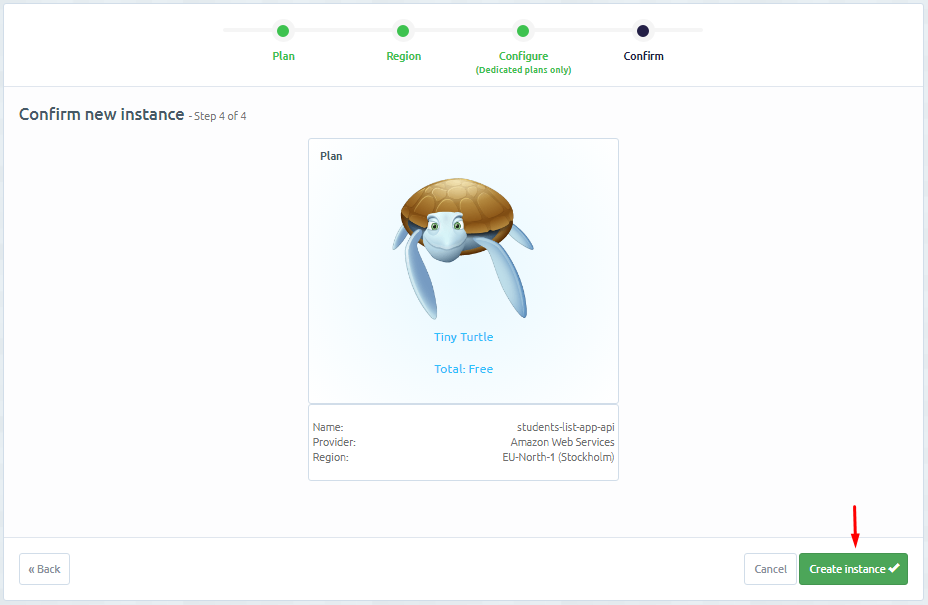 Plan
Region
Configure
(Dedicated plans only)
Confirm
Confirm new instance - Step 4 of 4
Plan
Tiny Turtle
Total: Free
Name: students-list-app-api
Provider: Amazon Web Services
Region: EU-North-1 (Stockholm)
« Back
Cancel
Create instance ✔